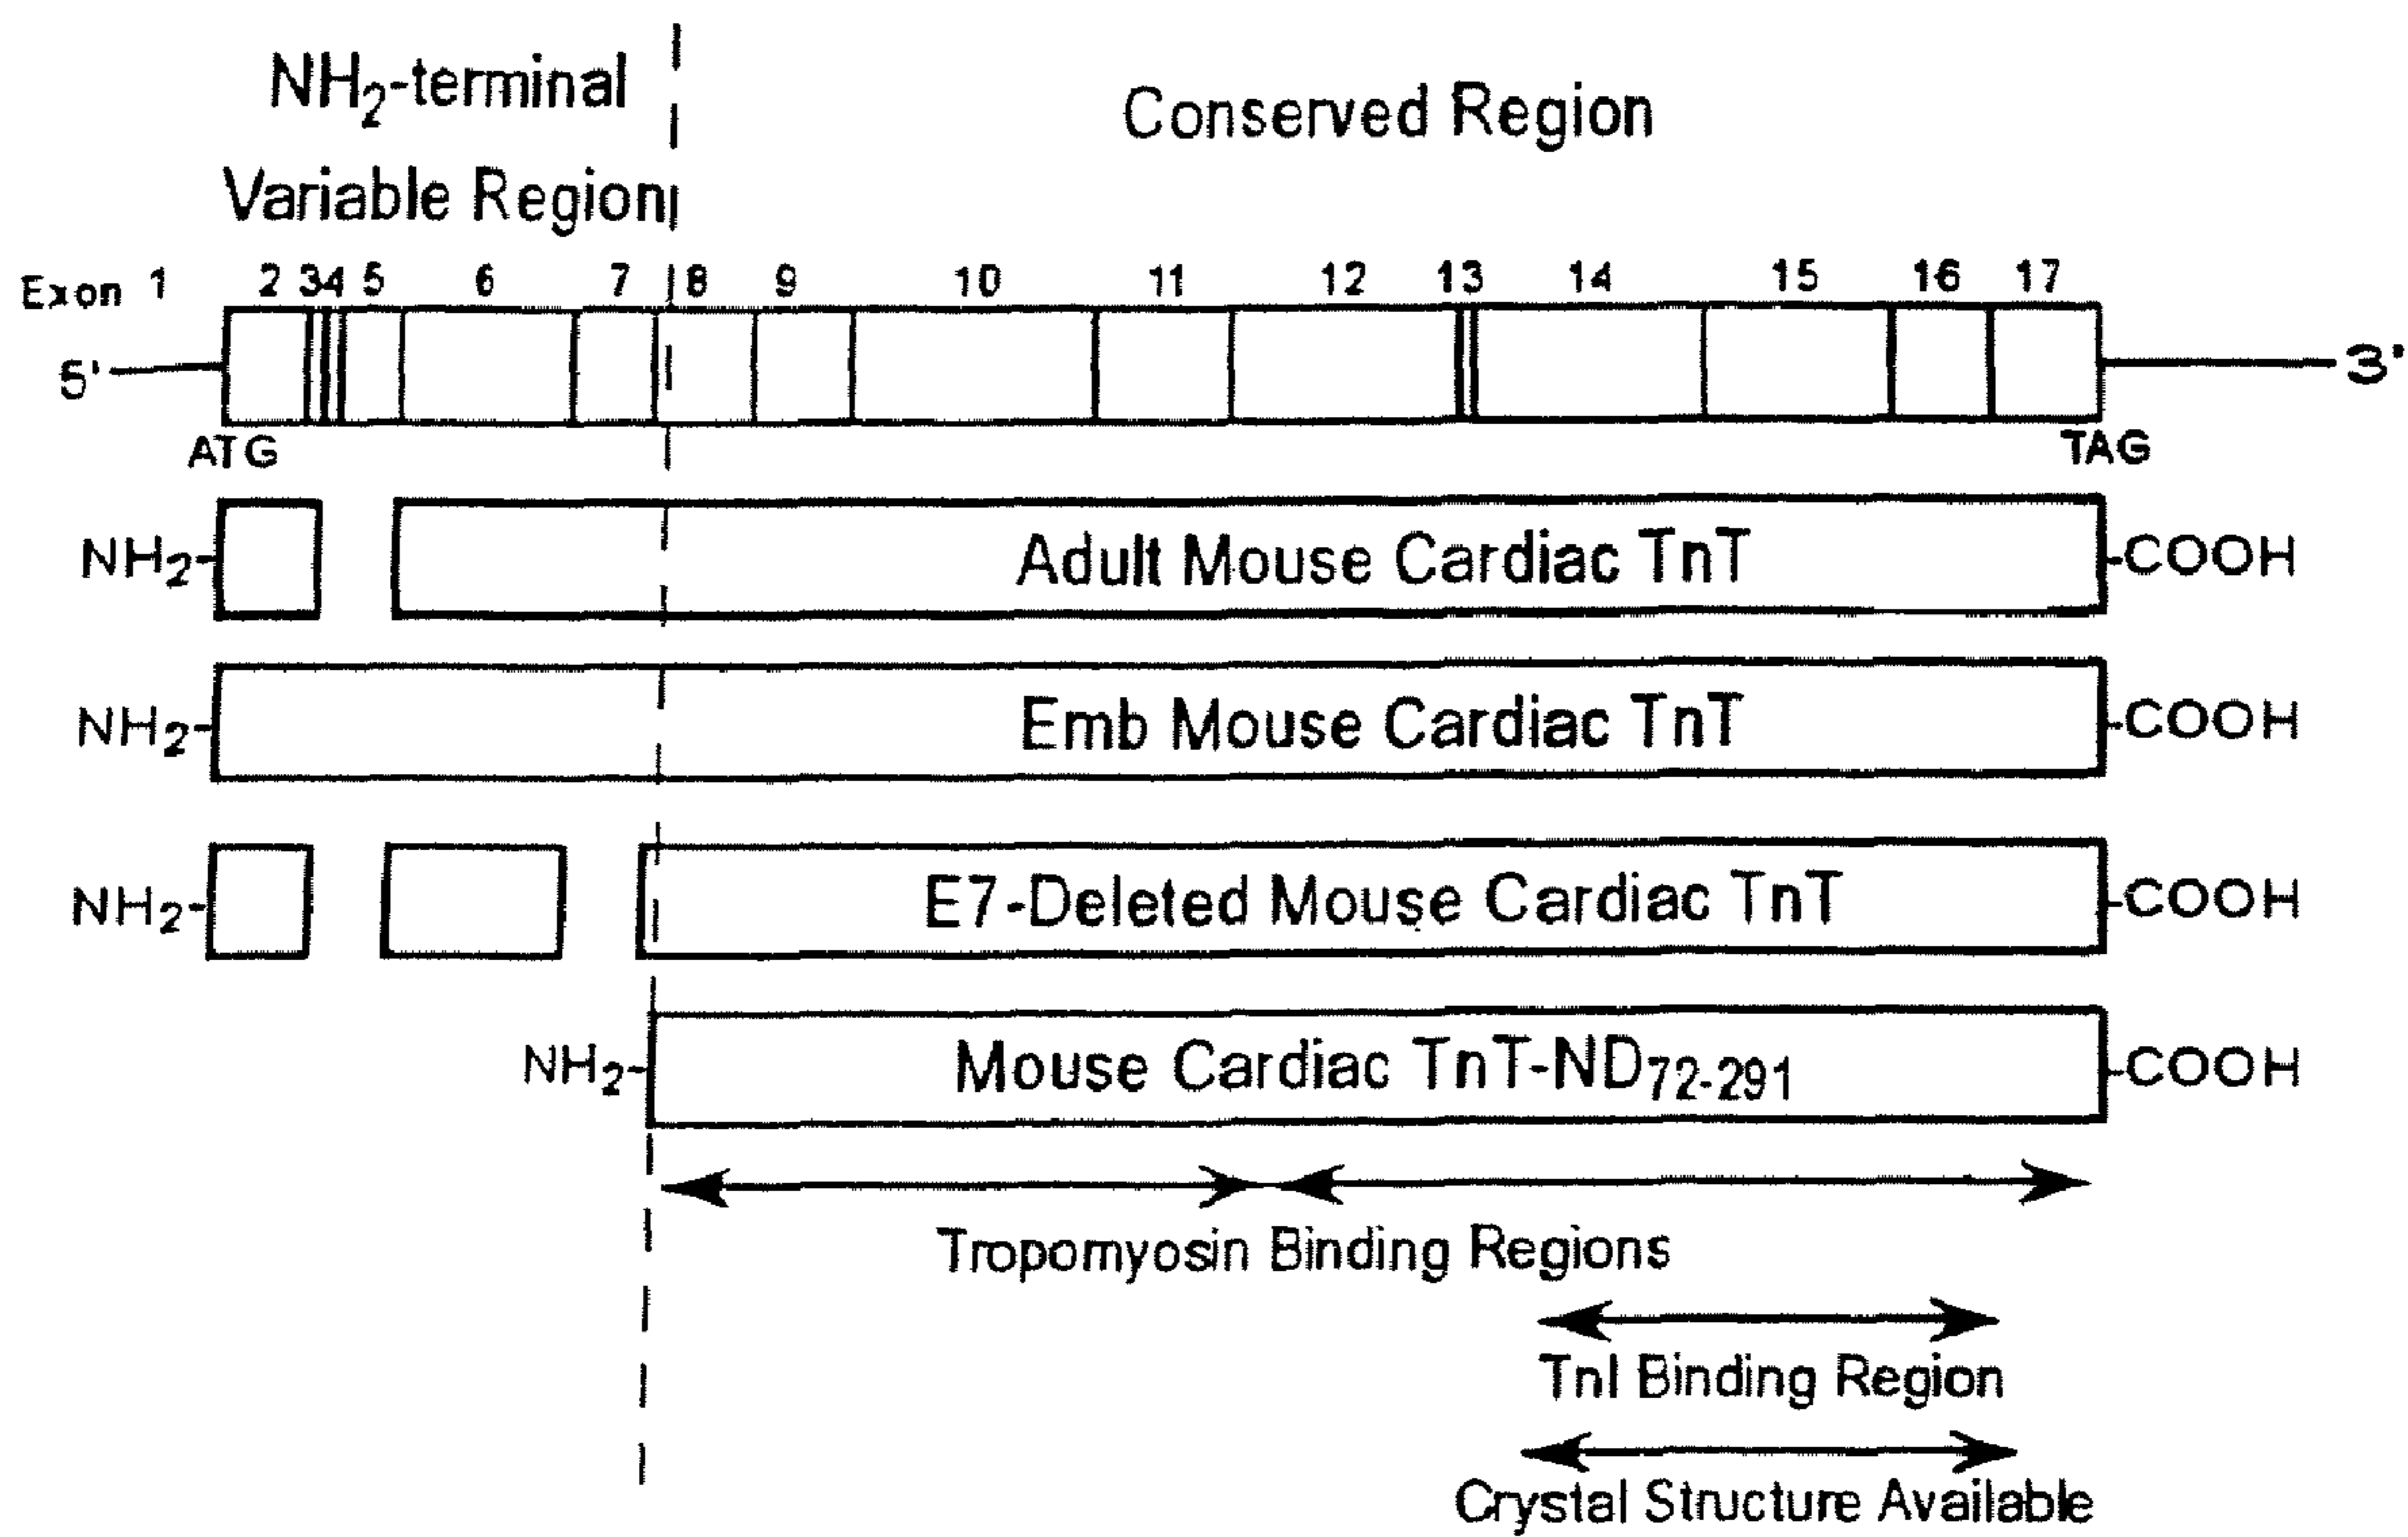 NH2-terminal
Variable Region
Conserved Region
Exon 1 2 3 4 5 6 7 8 9 10 11 12 13 14 15 16 17
5' 3'
ATG TAG
NH2- Adult Mouse Cardiac TnT -COOH
NH2- Emb Mouse Cardiac TnT -COOH
NH2- E7-Deleted Mouse Cardiac TnT -COOH
NH2- Mouse Cardiac TnT-ND72-291 -COOH
Tropomyosin Binding Regions
TnI Binding Region
Crystal Structure Available